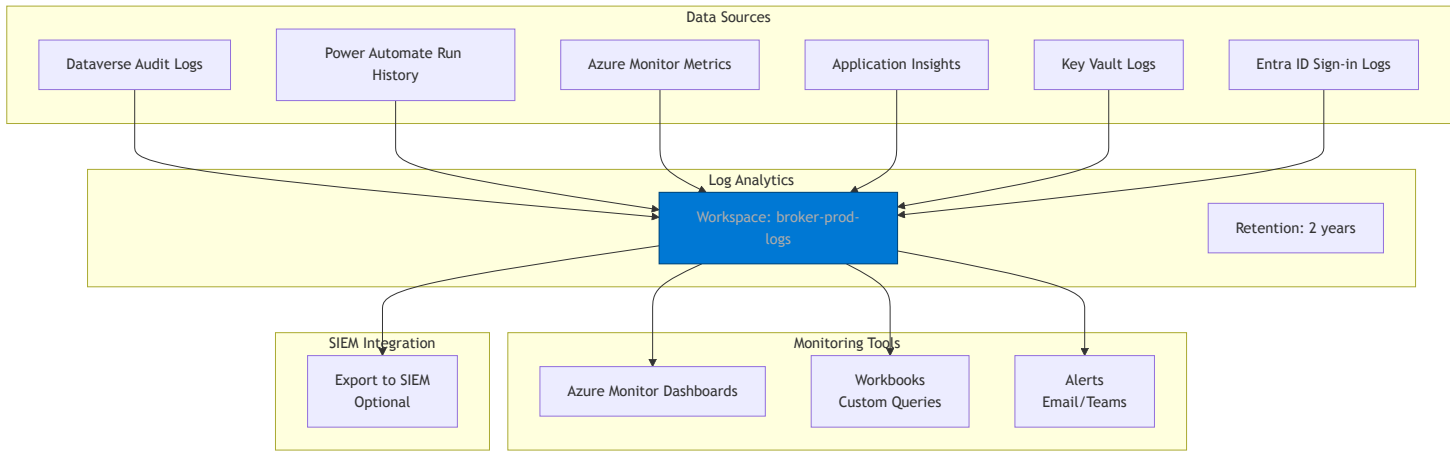 Data Sources
Dataverse Audit Logs
Power Automate Run
History
Azure Monitor Metrics
Application Insights
Key Vault Logs
Entra ID Sign-in Logs
Log Analytics
Workspace: broker-prod-
logs
Retention: 2 years
SIEM Integration
Export to SIEM
Optional
Monitoring Tools
Azure Monitor Dashboards
Workbooks
Custom Queries
Alerts
Email/Teams